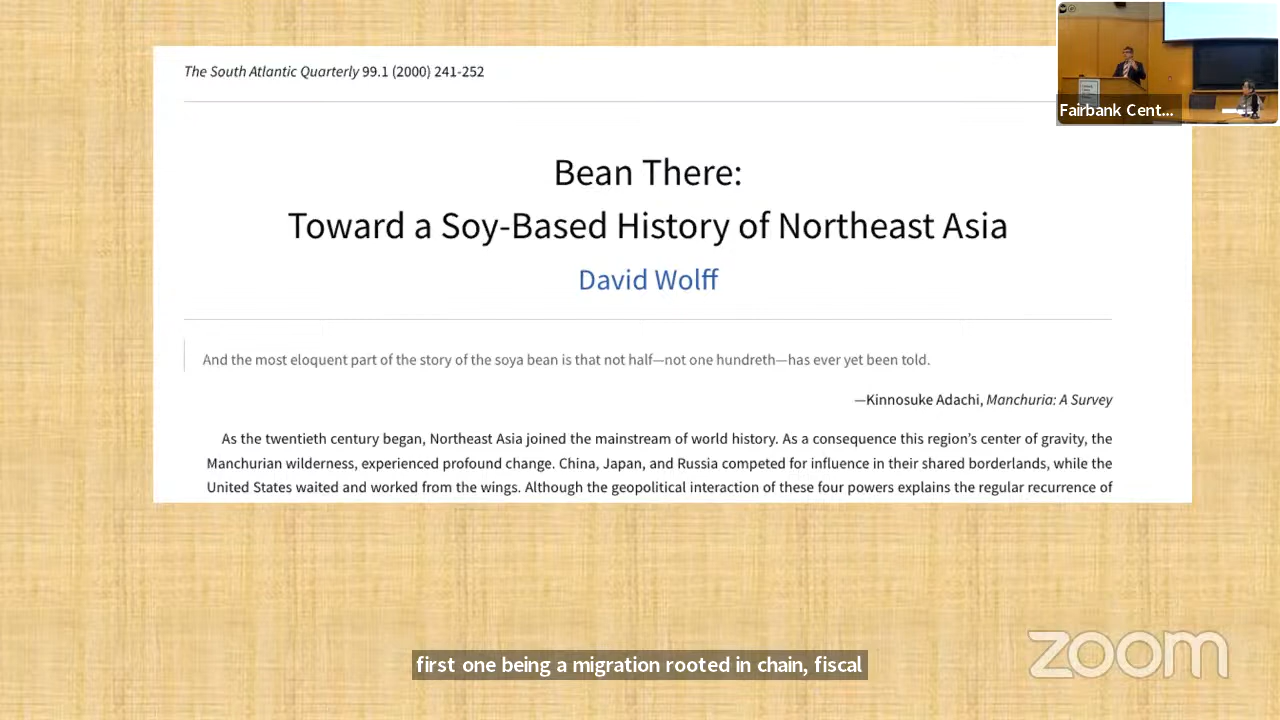 The South Atlantic Quarterly 99.1 (2000) 241-252
Fairbank Cent...
Bean There:
Toward a Soy-Based History of Northeast Asia
David Wolff
And the most eloquent part of the story of the soya bean is that not half—not one hundreth—has ever yet been told.
—Kinnosuke Adachi, Manchuria: A Survey
As the twentieth century began, Northeast Asia joined the mainstream of world history. As a consequence this region's center of gravity, the
Manchurian wilderness, experienced profound change. China, Japan, and Russia competed for influence in their shared borderlands, while the
United States waited and worked from the wings. Although the geopolitical interaction of these four powers explains the regular recurrence of
zoom
first one being a migration rooted in chain, fiscal